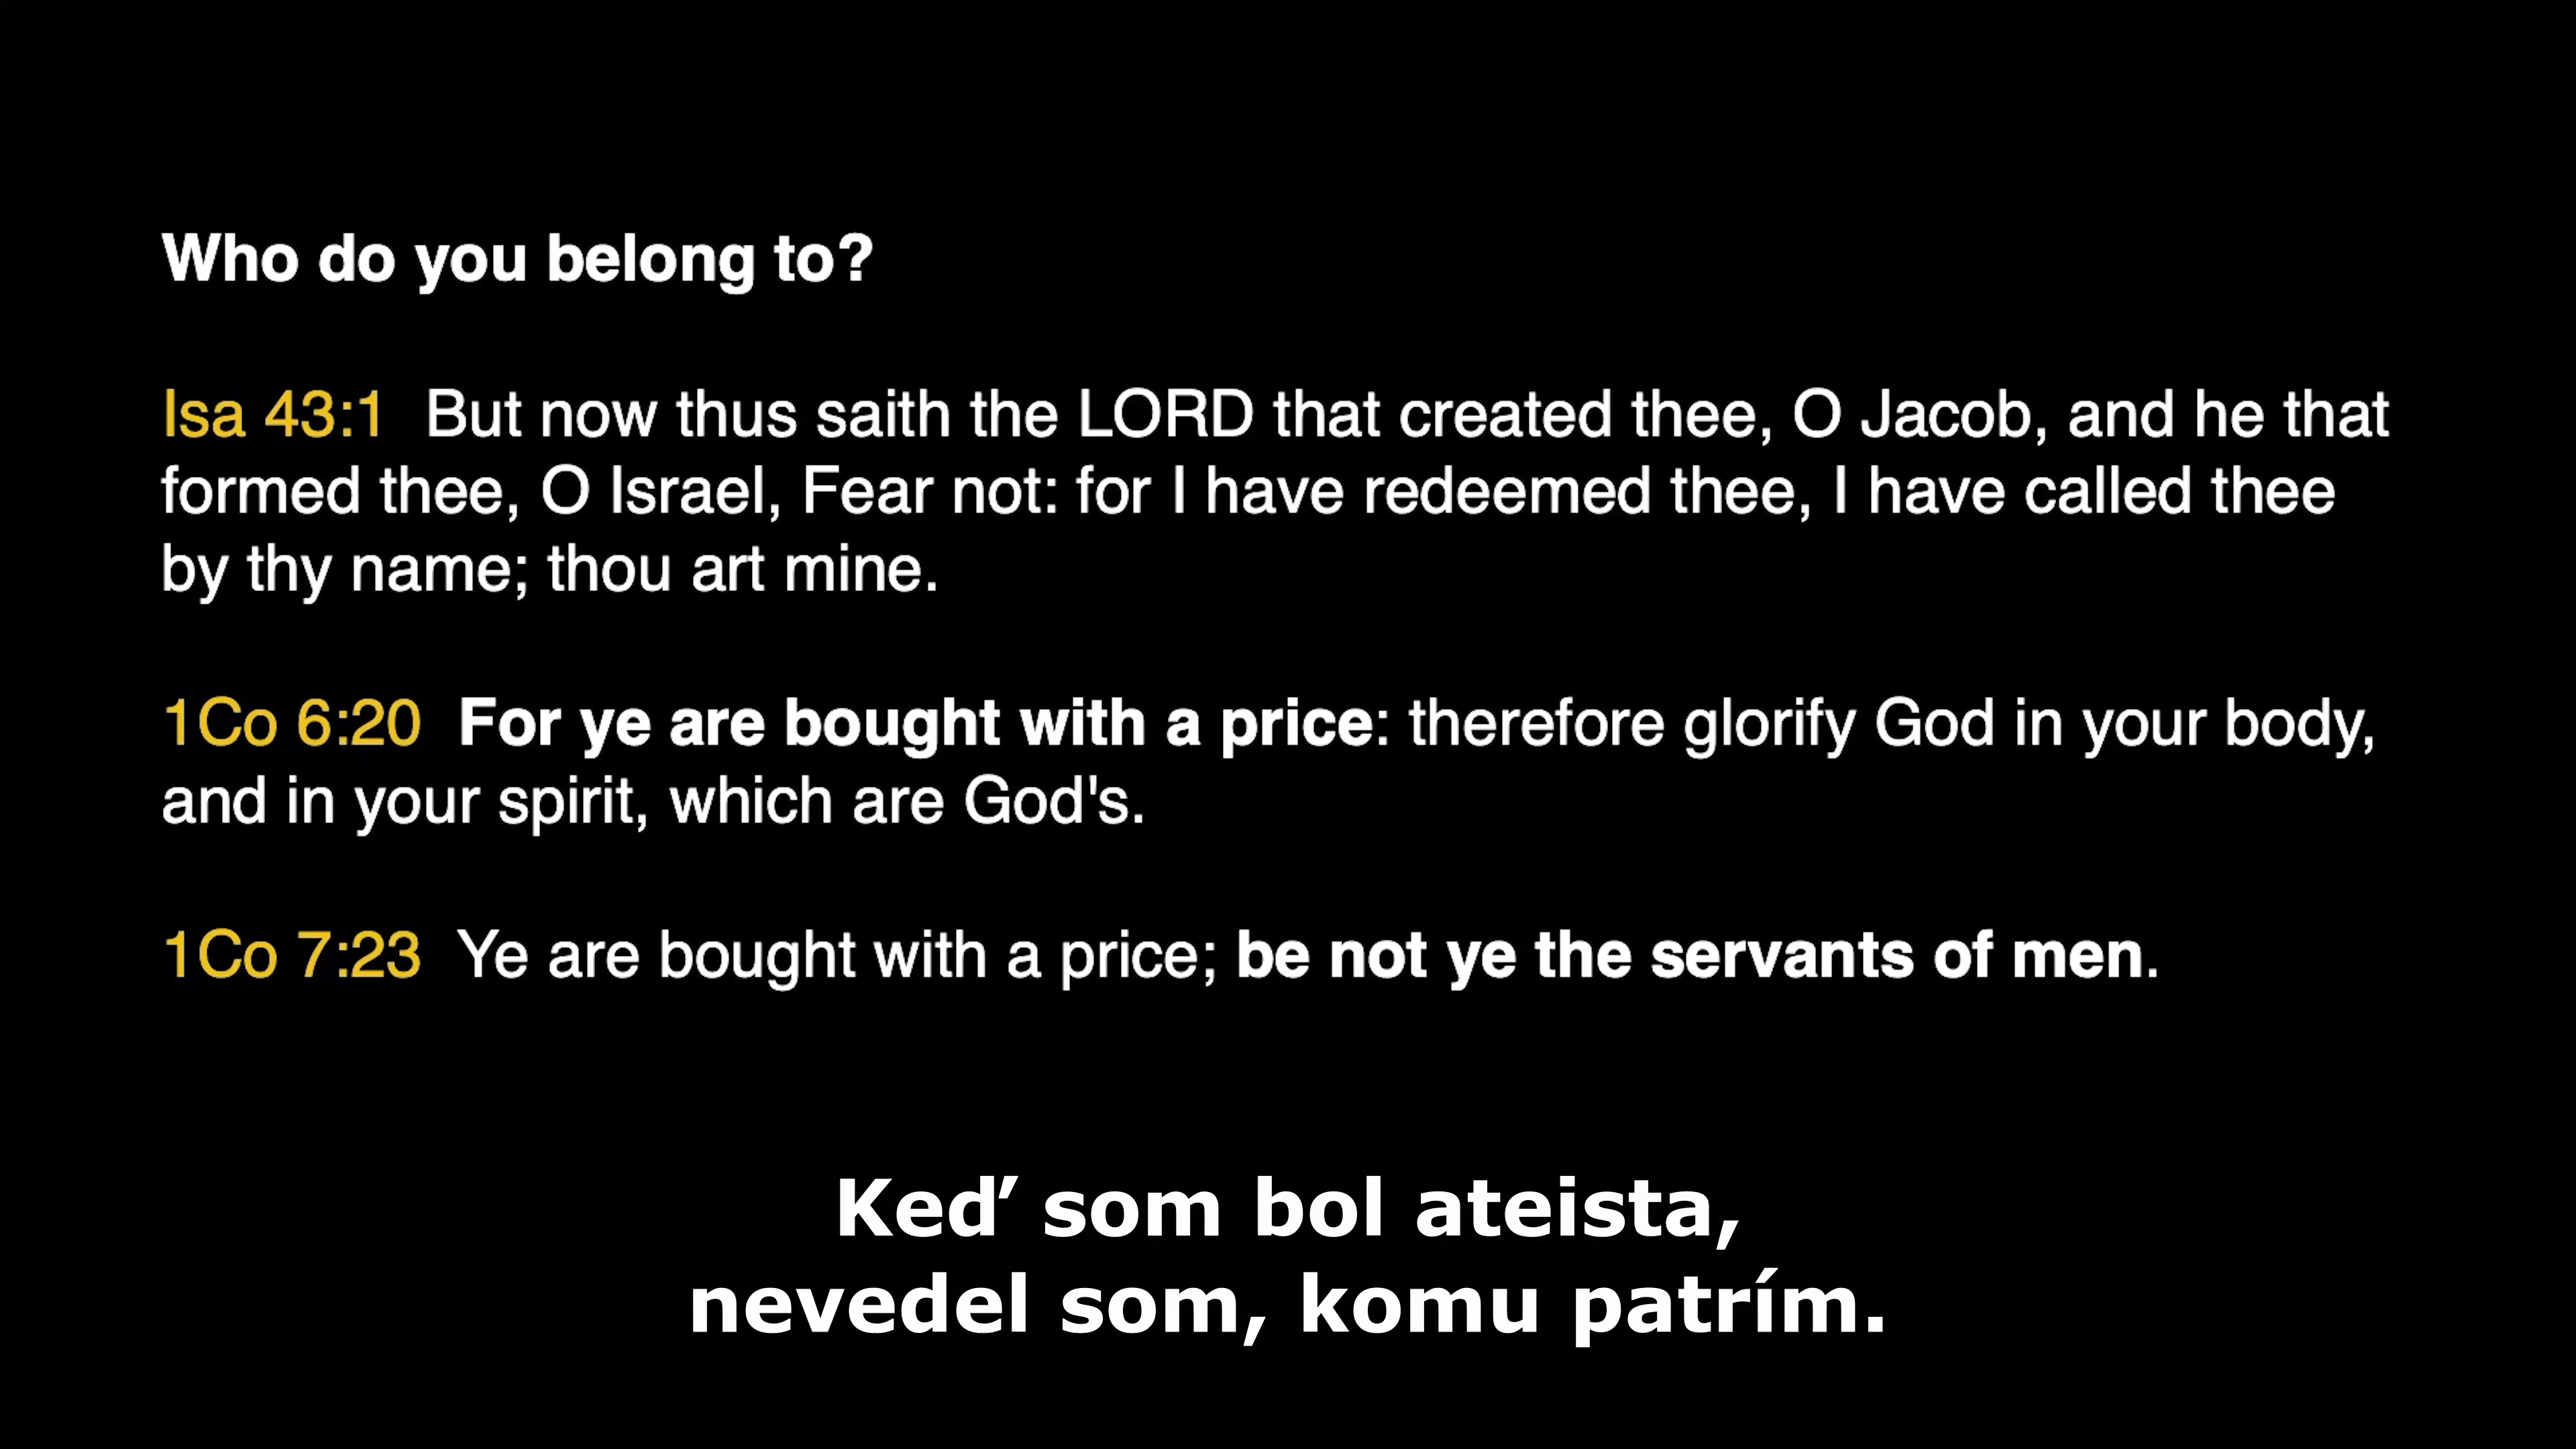 Who do you belong to?
Isa 43:1 But now thus saith the LORD that created thee, O Jacob, and he that
formed thee, O Israel, Fear not: for I have redeemed thee, I have called thee
by thy name; thou art mine.
1Co 6:20 For ye are bought with a price: therefore glorify God in your body,
and in your spirit, which are God's.
1Co 7:23 Ye are bought with a price; be not ye the servants of men.
Keď som bol ateista,
nevedel som, komu patrím.